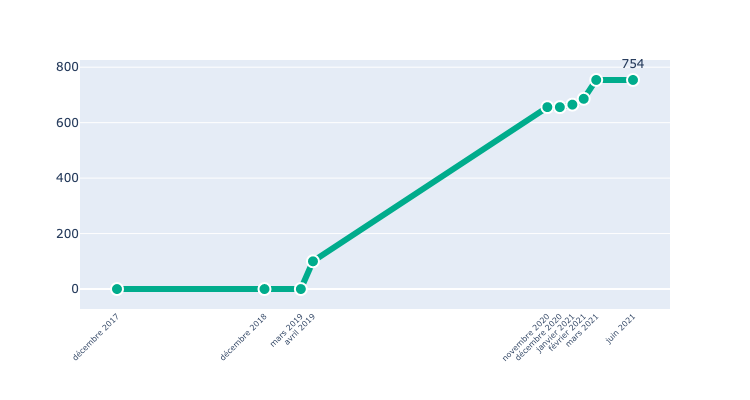 754
800
600
400
200
0
décembre 2017
décembre 2018
mars 2019
avril 2019
novembre 2020
décembre 2020
janvier 2021
février 2021
mars 2021
juin 2021